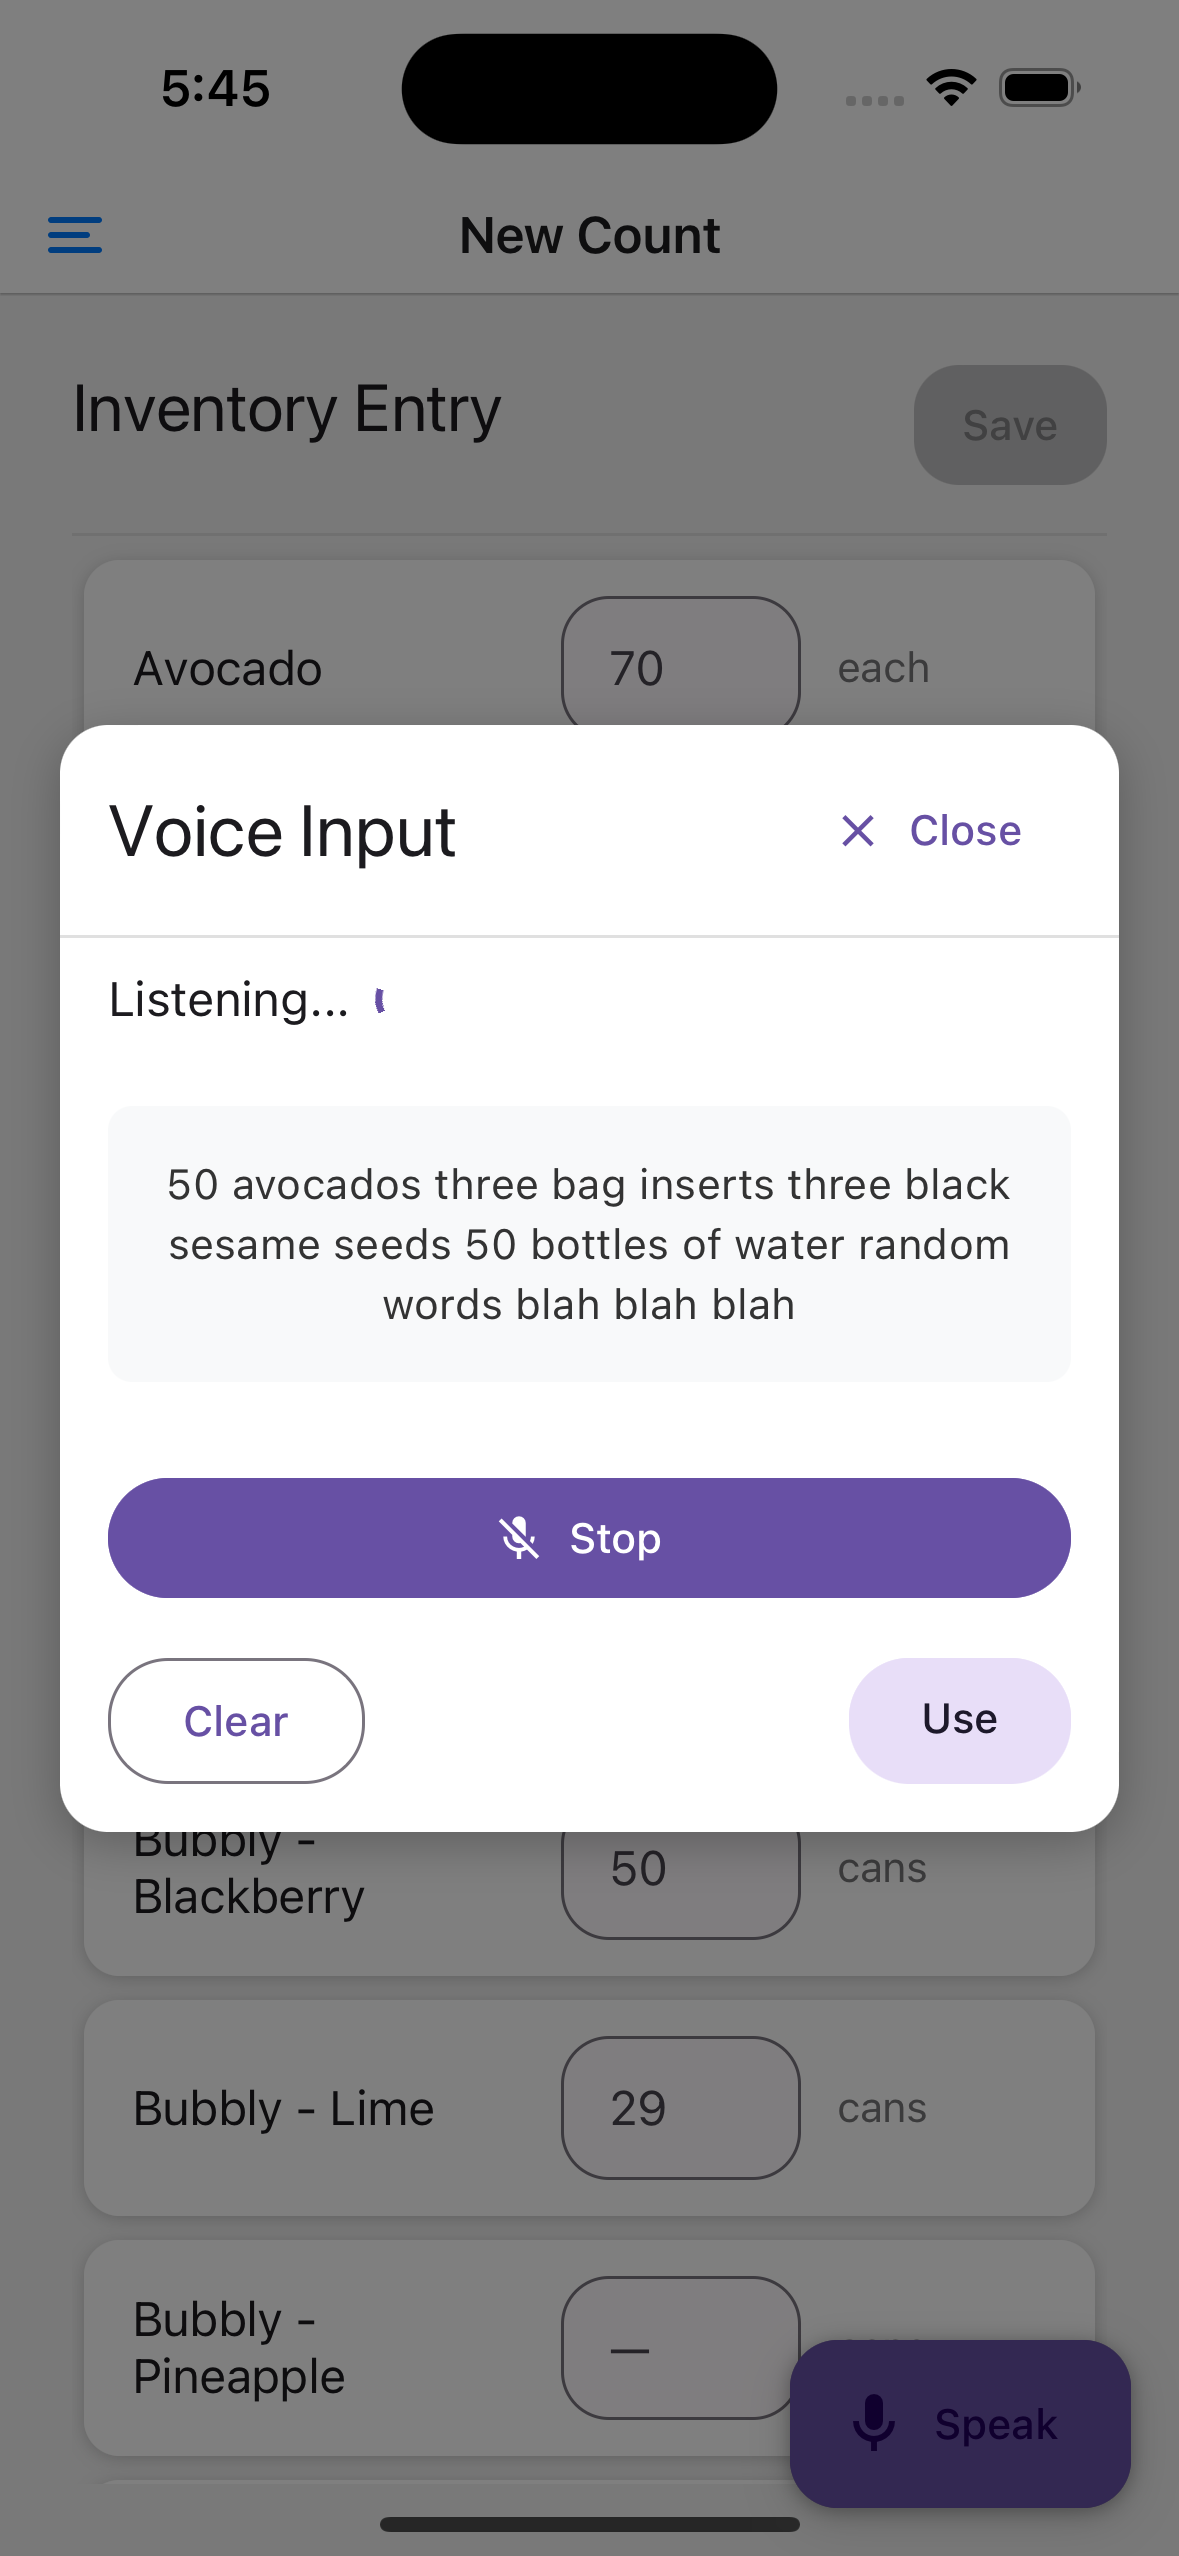 5:45
New Count
Inventory Entry
Save
Avocado
70
each
Voice Input
Close
Listening...
50 avocados three bag inserts three black
sesame seeds 50 bottles of water random
words blah blah blah
Stop
Clear
Use
Bubbly -
Blackberry
50
cans
Bubbly - Lime
29
cans
Bubbly -
Pineapple
—
Speak